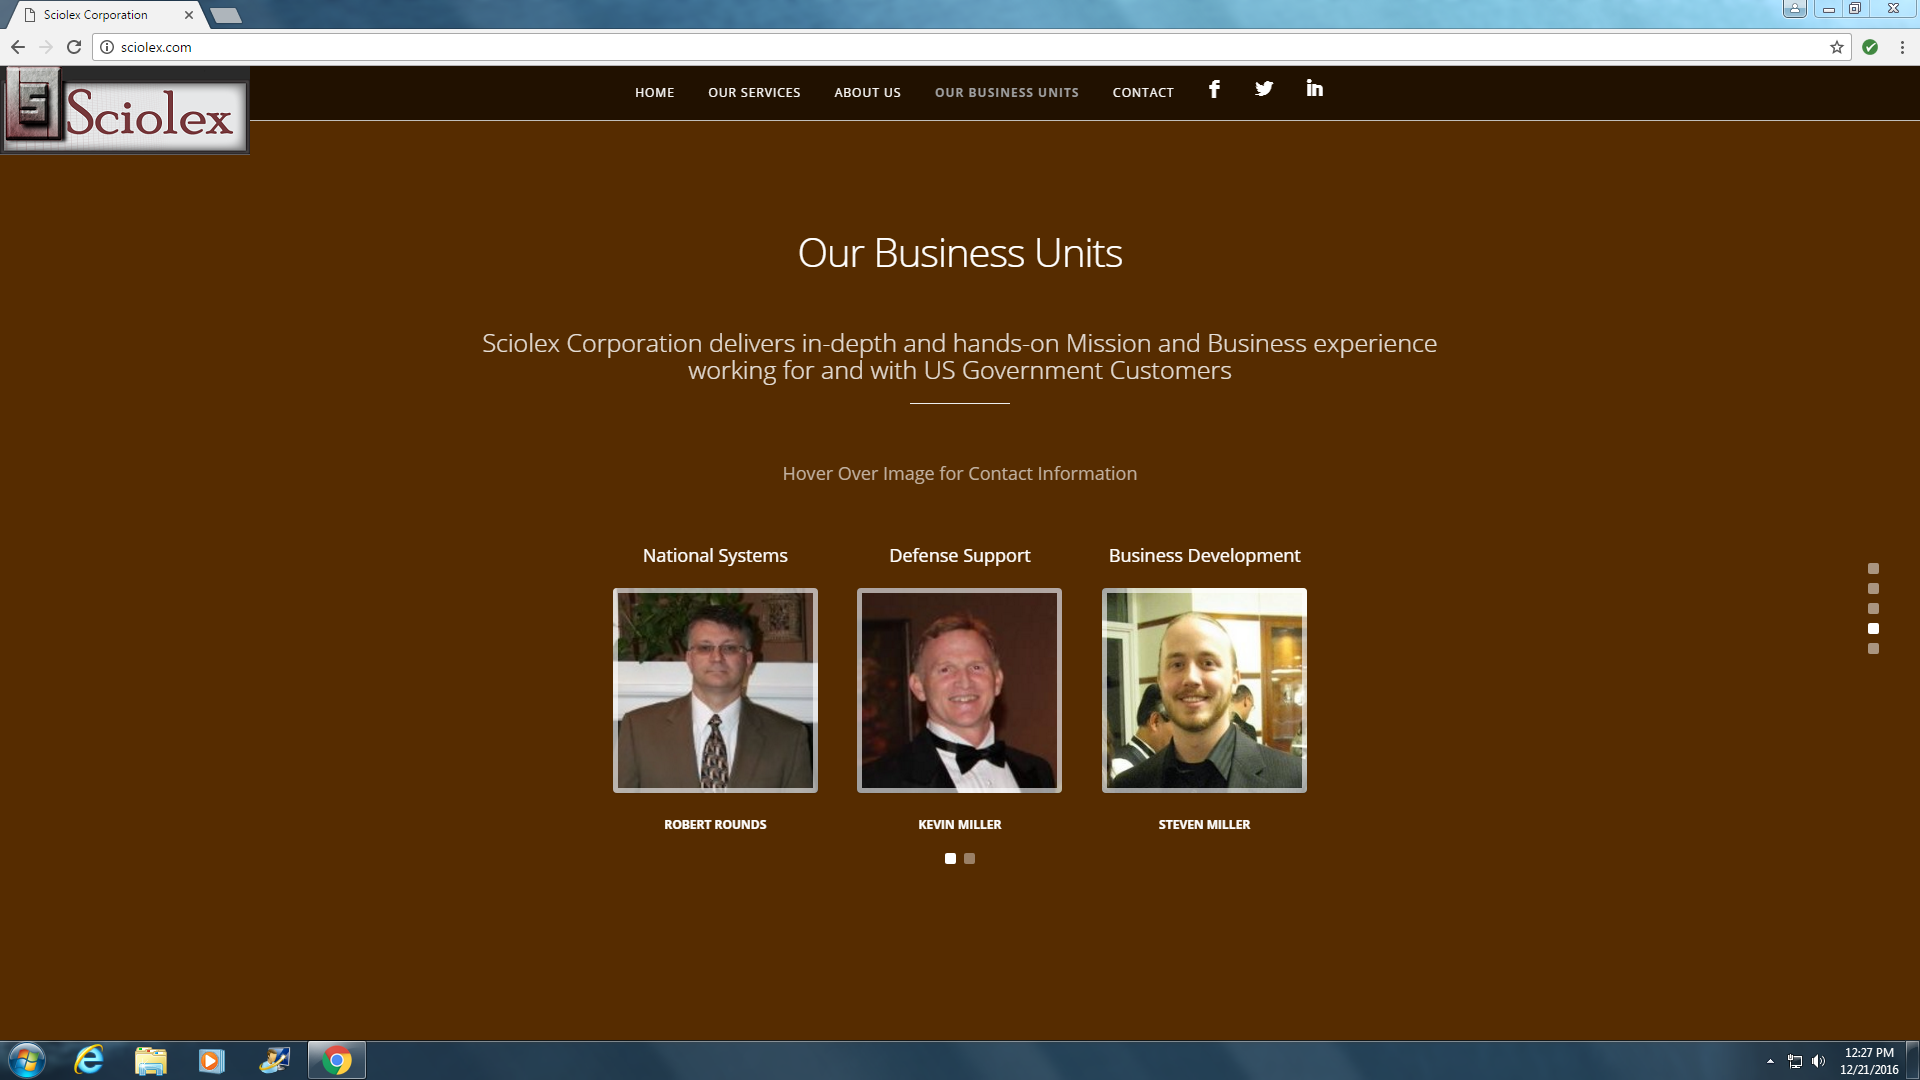 Sciolex Corporation
sciolex.com
Sciolex
HOME OUR SERVICES ABOUT US OUR BUSINESS UNITS CONTACT
Our Business Units
Sciolex Corporation delivers in-depth and hands-on Mission and Business experience
working for and with US Government Customers
Hover Over Image for Contact Information
National Systems Defense Support Business Development
ROBERT ROUNDS KEVIN MILLER STEVEN MILLER
12:27 PM
12/21/2016